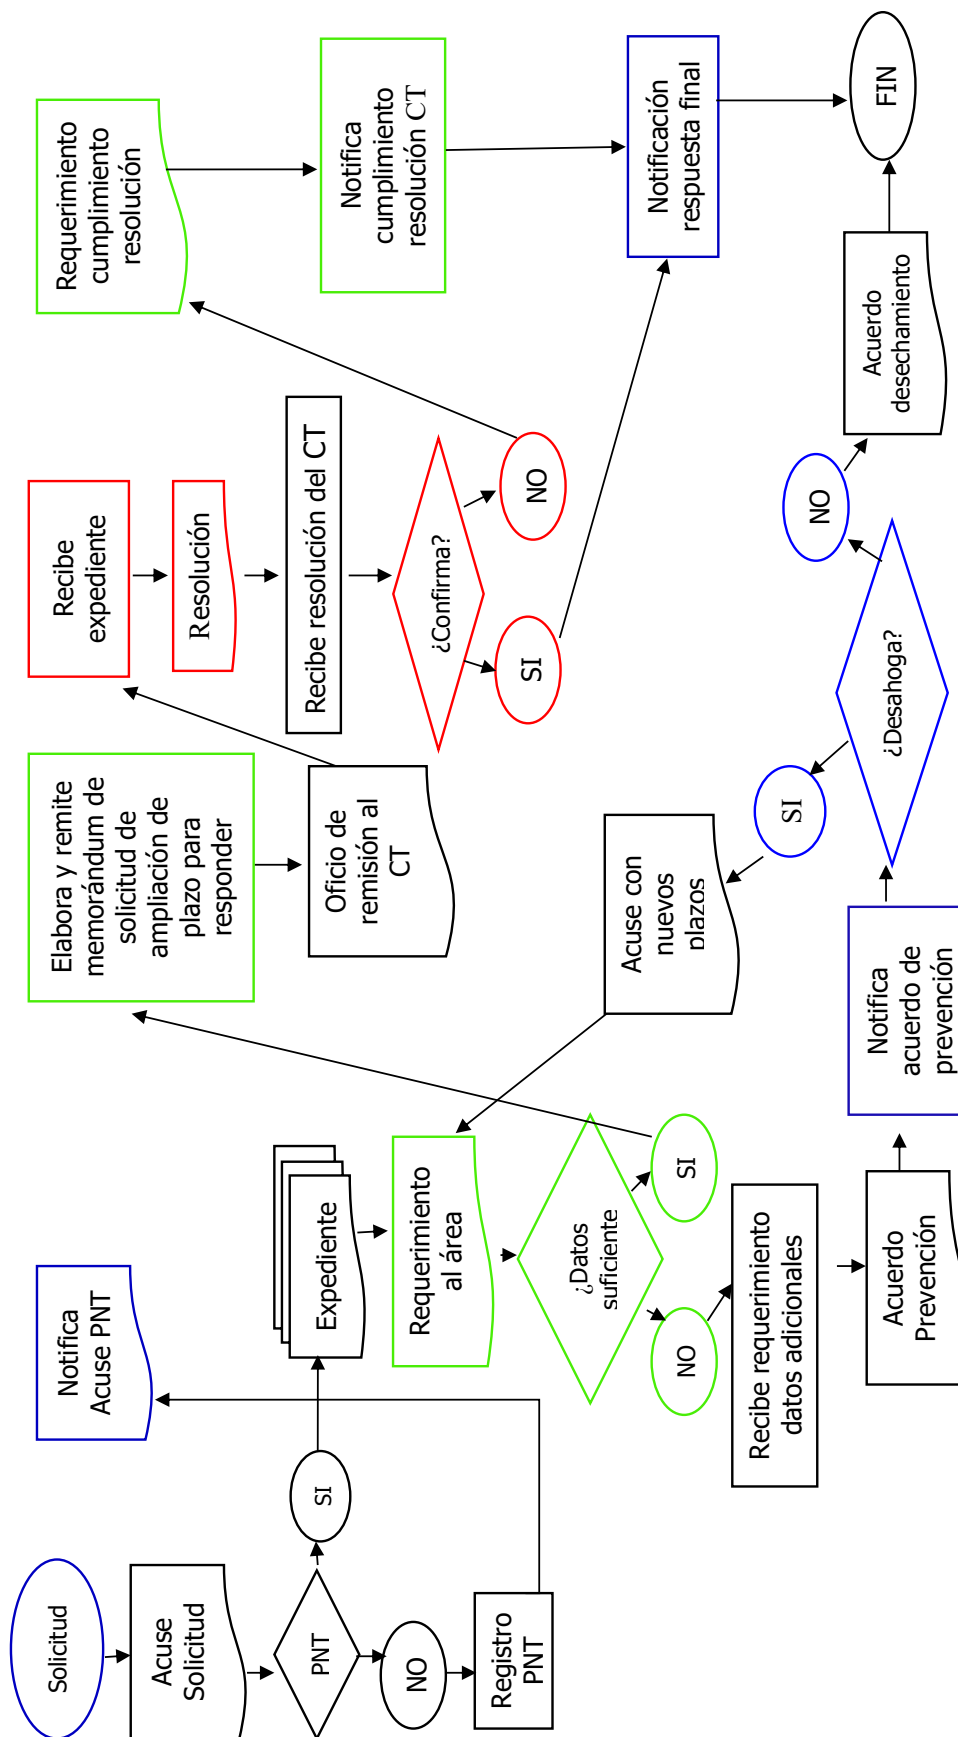 Solicitud
Acuse
Solicitud
PNT
SI
NO
Registro
PNT
Notifica
Acuse PNT
Expediente
Requerimiento
al área
¿Datos
suficiente
SI
NO
Recibe requerimiento
datos adicionales
Acuerdo
Prevención
Notifica
acuerdo de
prevención
¿Desahoga?
SI
NO
Acuse con
nuevos
plazos
Acuerdo
desechamiento
FIN
Elabora y remite
memorándum de
solicitud de
ampliación de
plazo para
responder
Oficio de
remisión al
CT
Recibe
expediente
Resolución
Recibe resolución del CT
¿Confirma?
SI
NO
Requerimiento
cumplimiento
resolución
Notifica
cumplimiento
resolución CT
Notificación
respuesta final